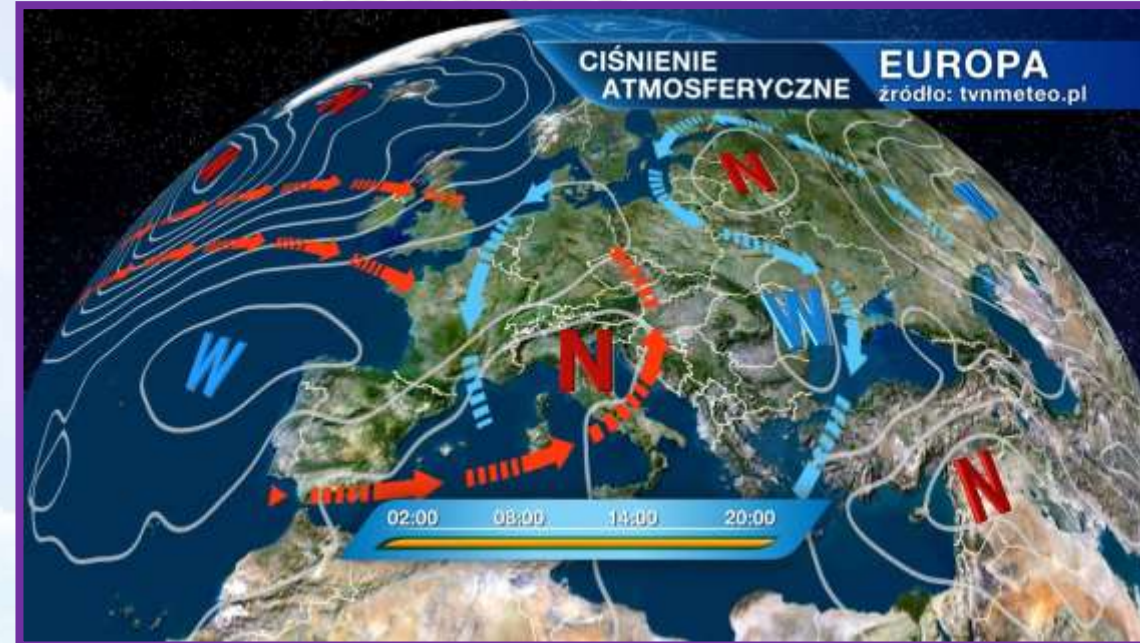 CIŚNIENIE
ATMOSFERYCZNE
EUROPA
źródło: tvnmeteo.pl
N
N
N
W
W
N
W
N
N
02:00 08:00 14:00 20:00